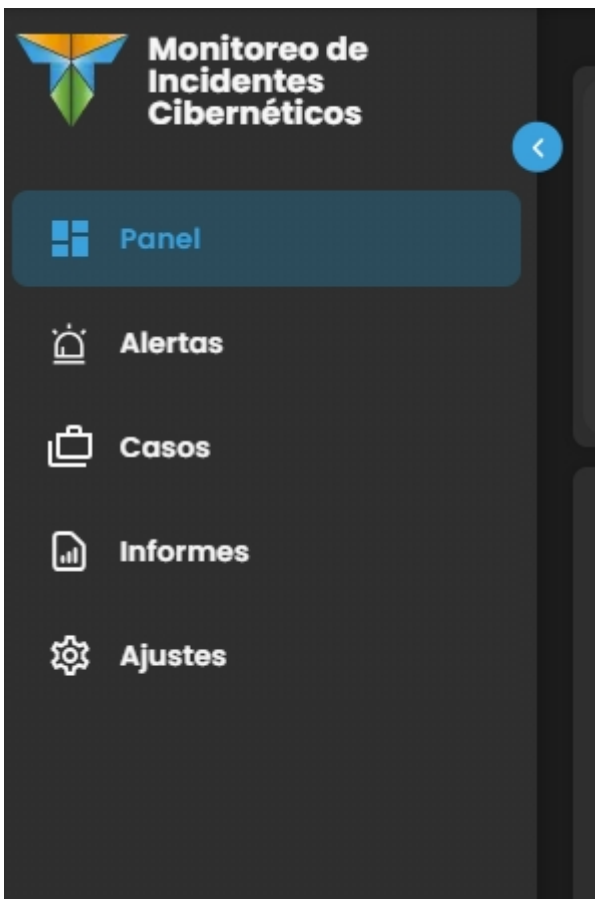 Monitoreo de
Incidentes
Cibernéticos
Panel
Alertas
Casos
Informes
Ajustes